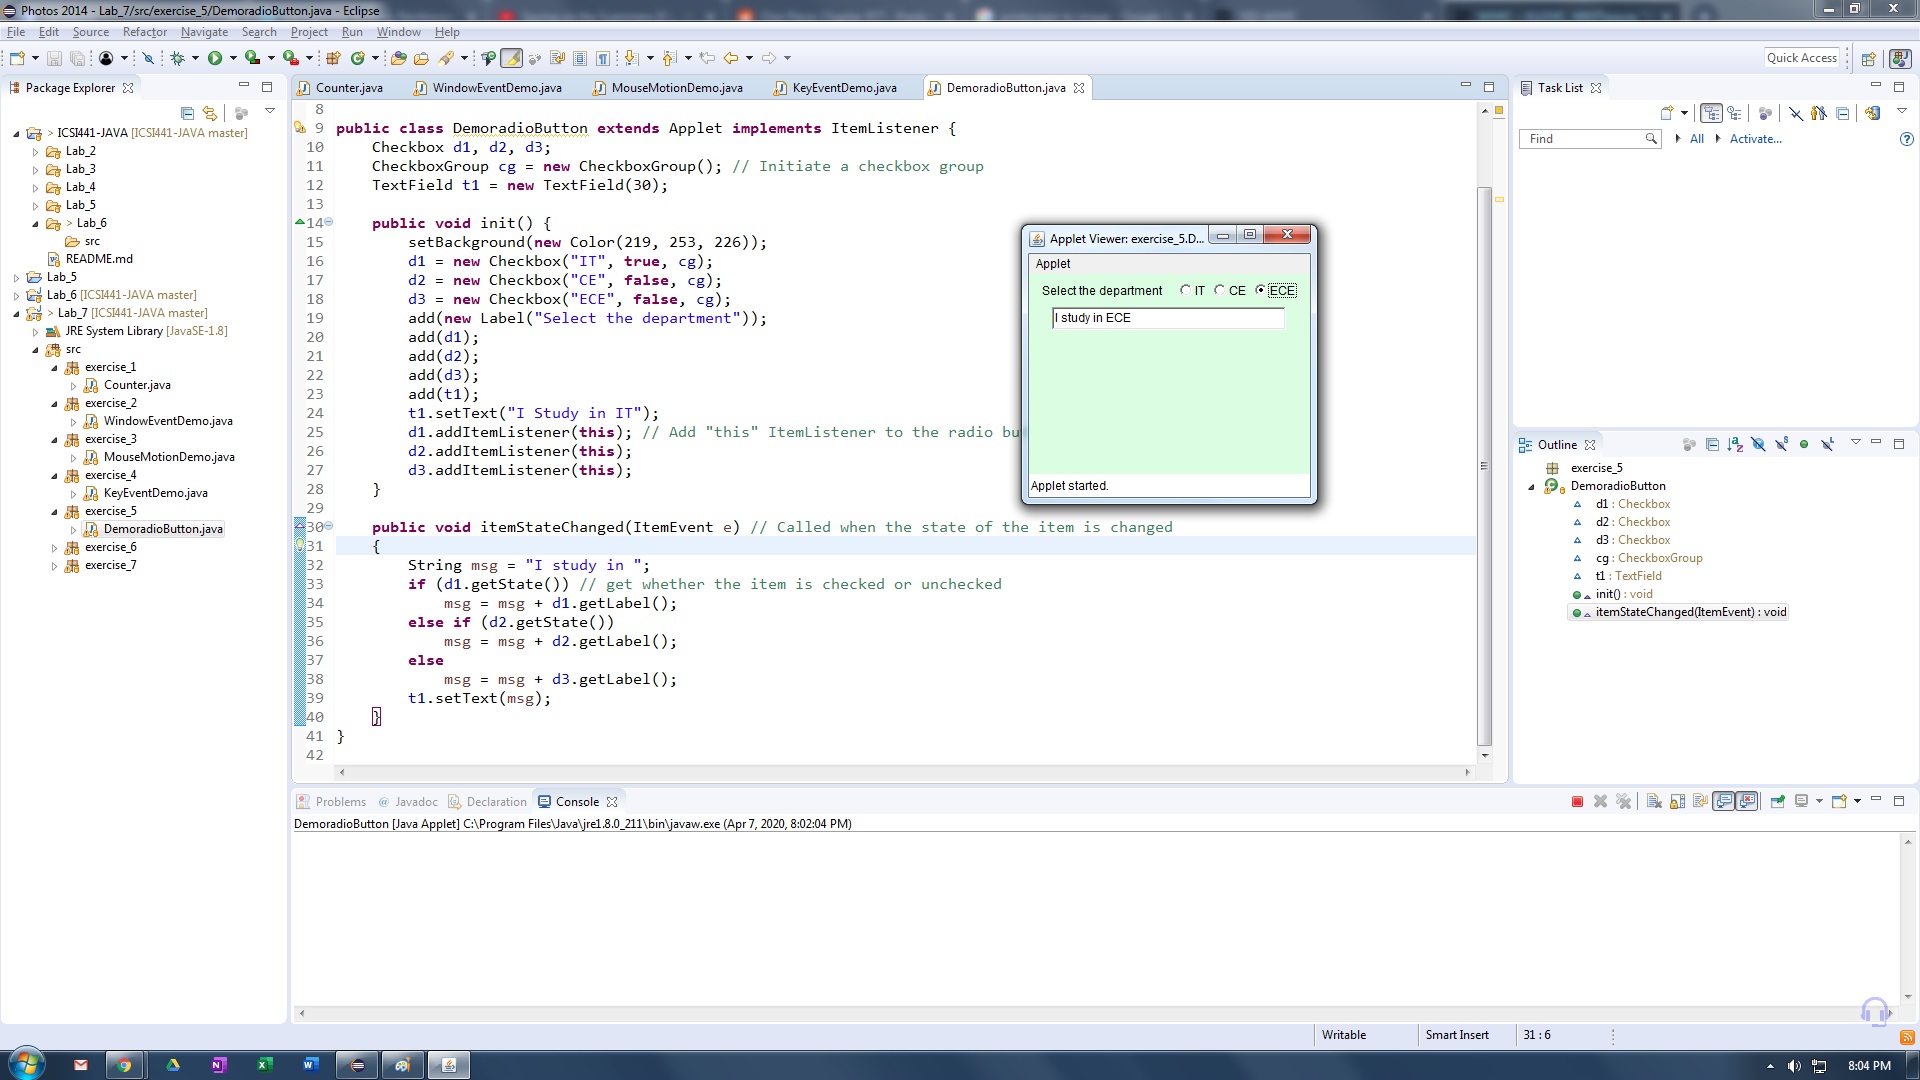 Photos 2014 - Lab_7/src/exercise_5/DemoradioButton.java - Eclipse
File Edit Source Refactor Navigate Search Project Run Window Help
Quick Access
Package Explorer
> ICSI441-JAVA [ICSI441-JAVA master]
Lab_2
Lab_3
Lab_4
Lab_5
> Lab_6
src
README.md
Lab_5
Lab_6 [ICSI441-JAVA master]
> Lab_7 [ICSI441-JAVA master]
JRE System Library [JavaSE-1.8]
src
exercise_1
Counter.java
exercise_2
WindowEventDemo.java
exercise_3
MouseMotionDemo.java
exercise_4
KeyEventDemo.java
exercise_5
DemoradioButton.java
exercise_6
exercise_7
Counter.java WindowEventDemo.java MouseMotionDemo.java KeyEventDemo.java DemoradioButton.java
8
9 public class DemoradioButton extends Applet implements ItemListener {
10 Checkbox d1, d2, d3;
11 CheckboxGroup cg = new CheckboxGroup(); // Initiate a checkbox group
12 TextField t1 = new TextField(30);
13
14 public void init() {
15 setBackground(new Color(219, 253, 226));
16 d1 = new Checkbox("IT", true, cg);
17 d2 = new Checkbox("CE", false, cg);
18 d3 = new Checkbox("ECE", false, cg);
19 add(new Label("Select the department"));
20 add(d1);
21 add(d2);
22 add(d3);
23 add(t1);
24 t1.setText("I Study in IT");
25 d1.addItemListener(this); // Add "this" ItemListener to the radio bu
26 d2.addItemListener(this);
27 d3.addItemListener(this);
28 }
29
30 public void itemStateChanged(ItemEvent e) // Called when the state of the item is changed
31 {
32 String msg = "I study in ";
33 if (d1.getState()) // get whether the item is checked or unchecked
34 msg = msg + d1.getLabel();
35 else if (d2.getState())
36 msg = msg + d2.getLabel();
37 else
38 msg = msg + d3.getLabel();
39 t1.setText(msg);
40 }
41 }
42
Applet Viewer: exercise_5.D...
Applet
Select the department IT CE ECE
I study in ECE
Applet started.
Task List
Find All Activate...
Outline
exercise_5
DemoradioButton
d1 : Checkbox
d2 : Checkbox
d3 : Checkbox
cg : CheckboxGroup
t1 : TextField
init() : void
itemStateChanged(ItemEvent) : void
Problems @ Javadoc Declaration Console
DemoradioButton [Java Applet] C:\Program Files\Java\jre1.8.0_211\bin\javaw.exe (Apr 7, 2020, 8:02:04 PM)
Writable Smart Insert 31 : 6
8:04 PM